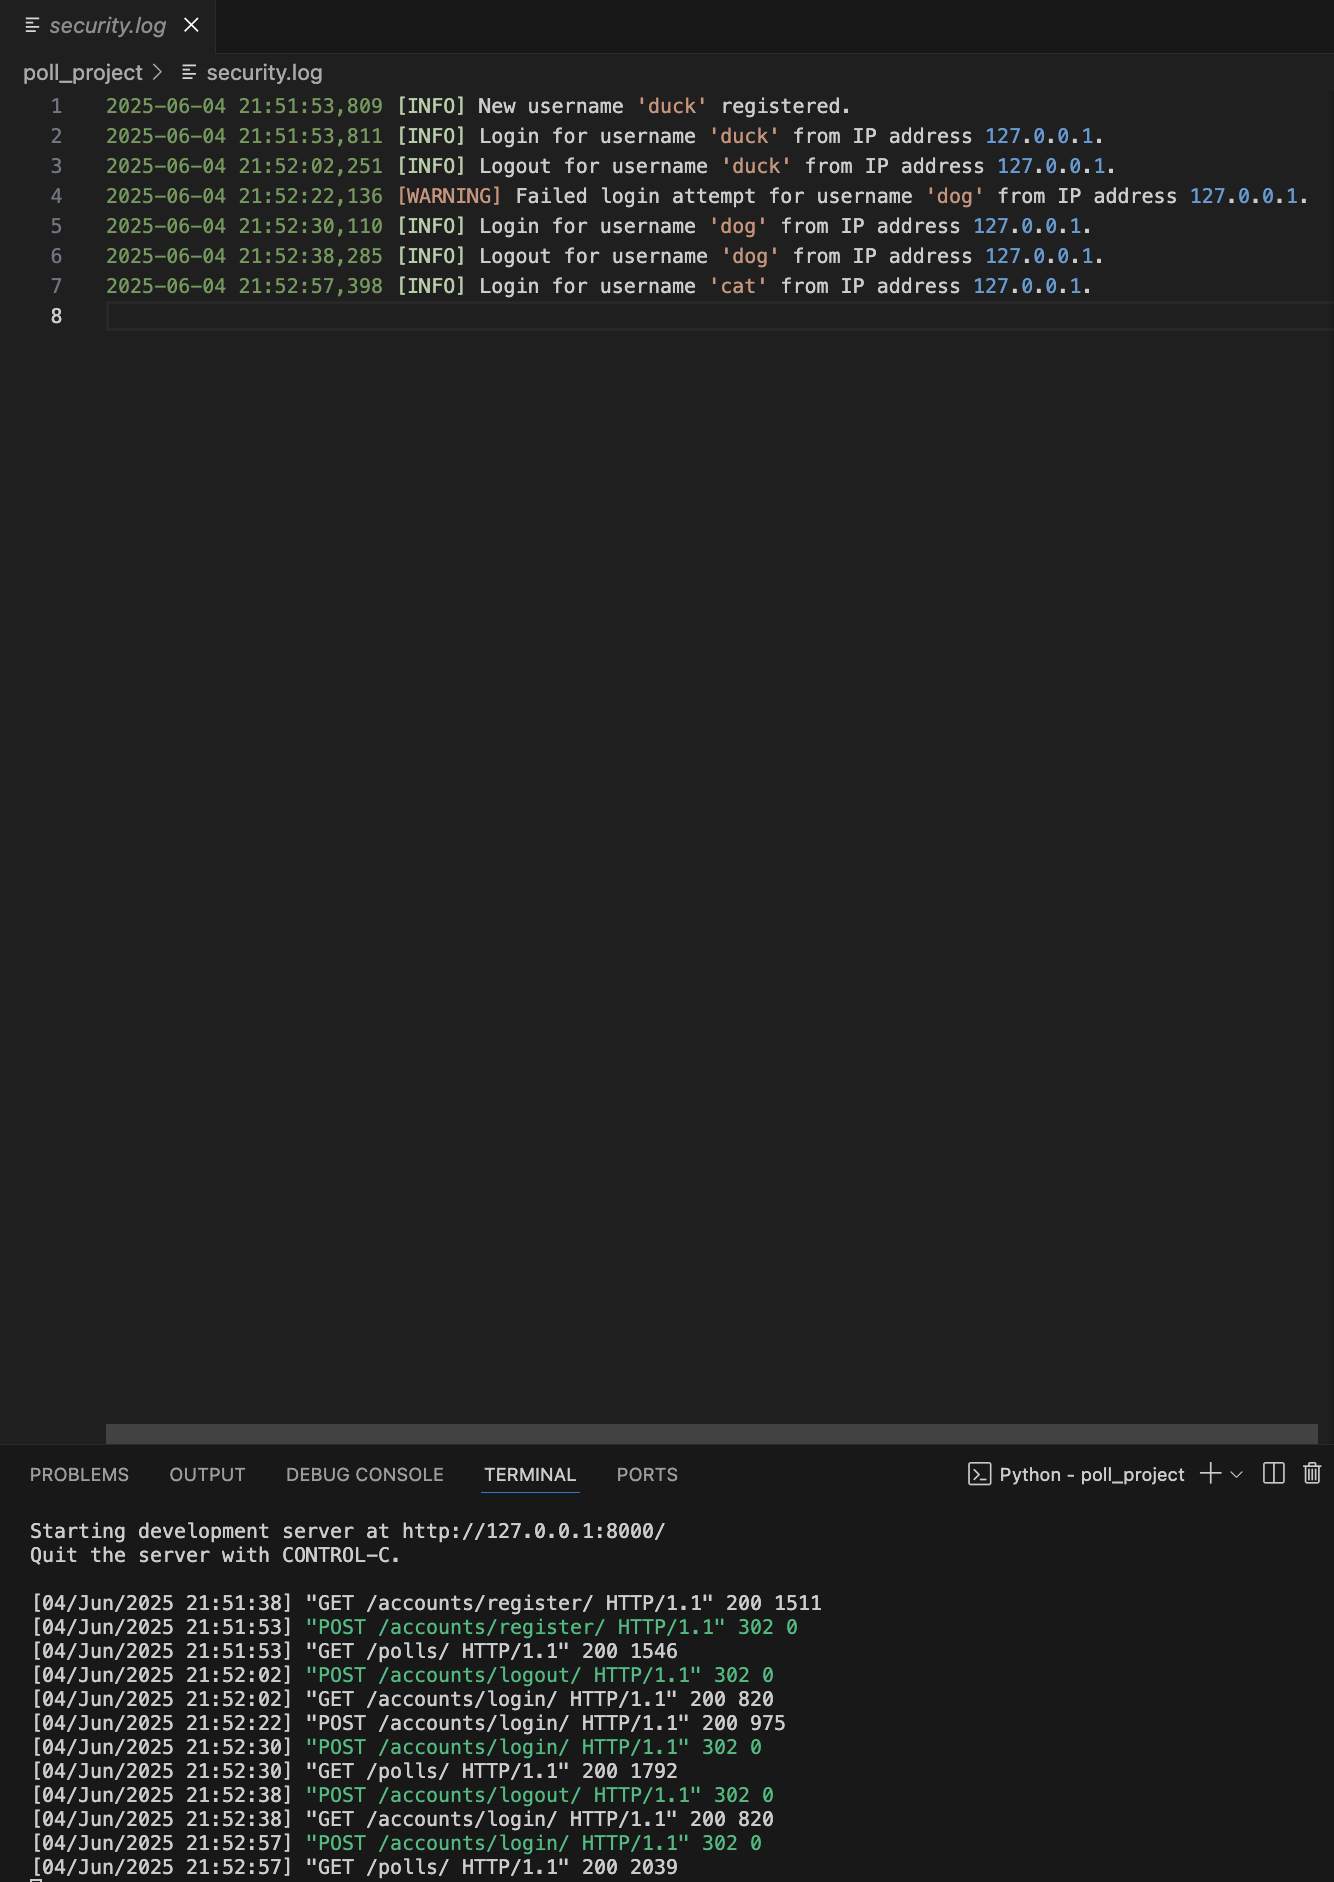 security.log
poll_project > security.log
1 2025-06-04 21:51:53,809 [INFO] New username 'duck' registered.
2 2025-06-04 21:51:53,811 [INFO] Login for username 'duck' from IP address 127.0.0.1.
3 2025-06-04 21:52:02,251 [INFO] Logout for username 'duck' from IP address 127.0.0.1.
4 2025-06-04 21:52:22,136 [WARNING] Failed login attempt for username 'dog' from IP address 127.0.0.1.
5 2025-06-04 21:52:30,110 [INFO] Login for username 'dog' from IP address 127.0.0.1.
6 2025-06-04 21:52:38,285 [INFO] Logout for username 'dog' from IP address 127.0.0.1.
7 2025-06-04 21:52:57,398 [INFO] Login for username 'cat' from IP address 127.0.0.1.
8
PROBLEMS OUTPUT DEBUG CONSOLE TERMINAL PORTS Python - poll_project
Starting development server at http://127.0.0.1:8000/
Quit the server with CONTROL-C.
[04/Jun/2025 21:51:38] "GET /accounts/register/ HTTP/1.1" 200 1511
[04/Jun/2025 21:51:53] "POST /accounts/register/ HTTP/1.1" 302 0
[04/Jun/2025 21:51:53] "GET /polls/ HTTP/1.1" 200 1546
[04/Jun/2025 21:52:02] "POST /accounts/logout/ HTTP/1.1" 302 0
[04/Jun/2025 21:52:02] "GET /accounts/login/ HTTP/1.1" 200 820
[04/Jun/2025 21:52:22] "POST /accounts/login/ HTTP/1.1" 200 975
[04/Jun/2025 21:52:30] "POST /accounts/login/ HTTP/1.1" 302 0
[04/Jun/2025 21:52:30] "GET /polls/ HTTP/1.1" 200 1792
[04/Jun/2025 21:52:38] "POST /accounts/logout/ HTTP/1.1" 302 0
[04/Jun/2025 21:52:38] "GET /accounts/login/ HTTP/1.1" 200 820
[04/Jun/2025 21:52:57] "POST /accounts/login/ HTTP/1.1" 302 0
[04/Jun/2025 21:52:57] "GET /polls/ HTTP/1.1" 200 2039